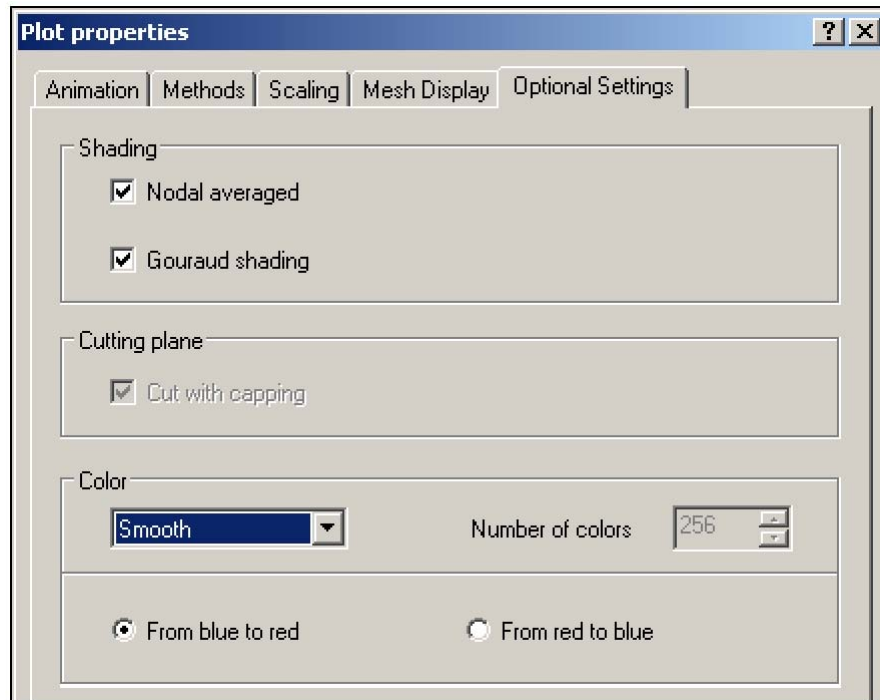 Plot properties
Animation Methods Scaling Mesh Display Optional Settings
Shading
Nodal averaged
Gouraud shading
Cutting plane
Cut with capping
Color
Smooth Number of colors 256
From blue to red From red to blue